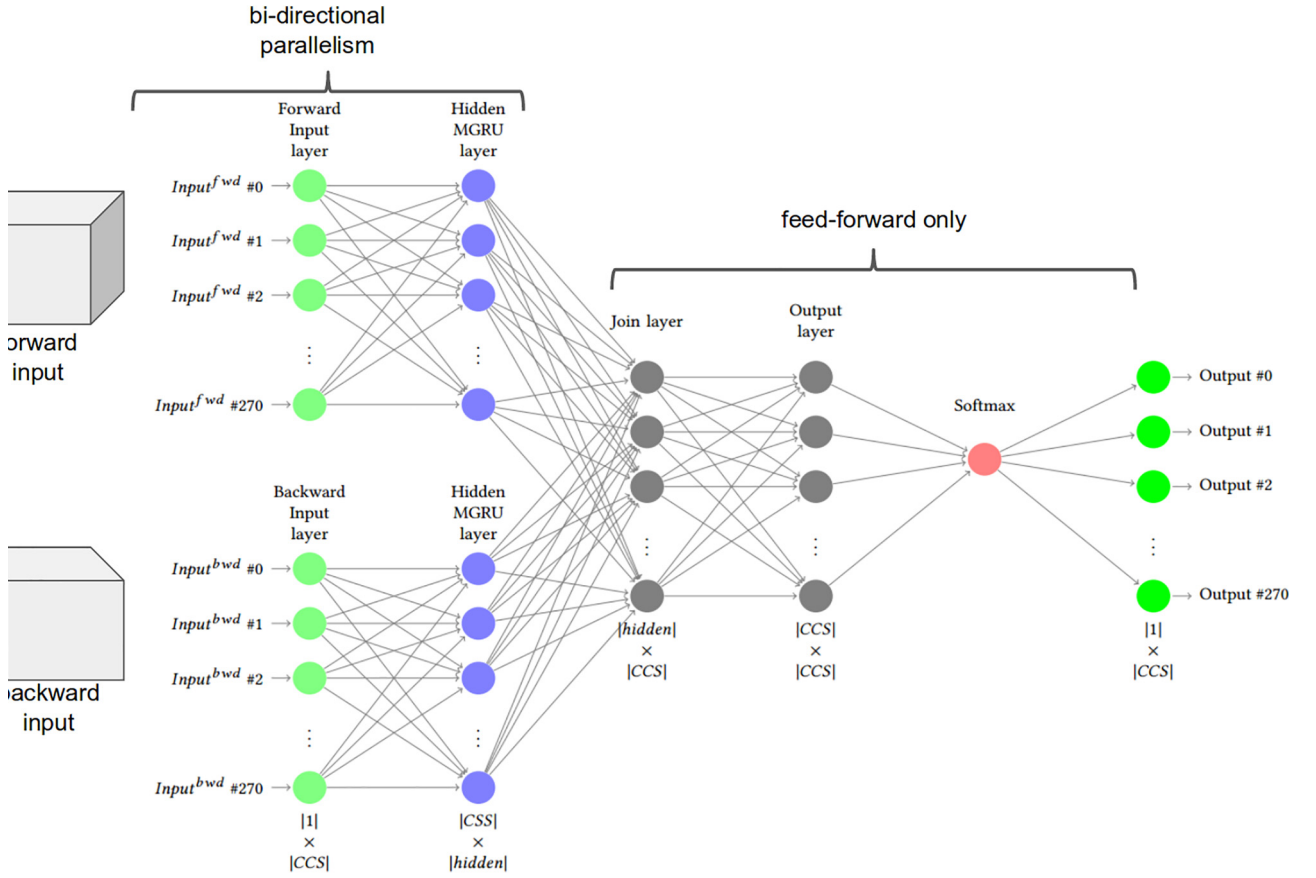 bi-directional
parallelism
Forward
Input
layer
Hidden
MGRU
layer
Input^fwd #0
Input^fwd #1
Input^fwd #2
⋮
Input^fwd #270
orward
input
Backward
Input
layer
Hidden
MGRU
layer
Input^bwd #0
Input^bwd #1
Input^bwd #2
⋮
Input^bwd #270
ackward
input
|1|
×
|CCS|
|CSS|
×
|hidden|
feed-forward only
Join layer
Output
layer
Softmax
|hidden|
×
|CCS|
|CCS|
×
|CCS|
Output #0
Output #1
Output #2
⋮
Output #270
|1|
×
|CCS|